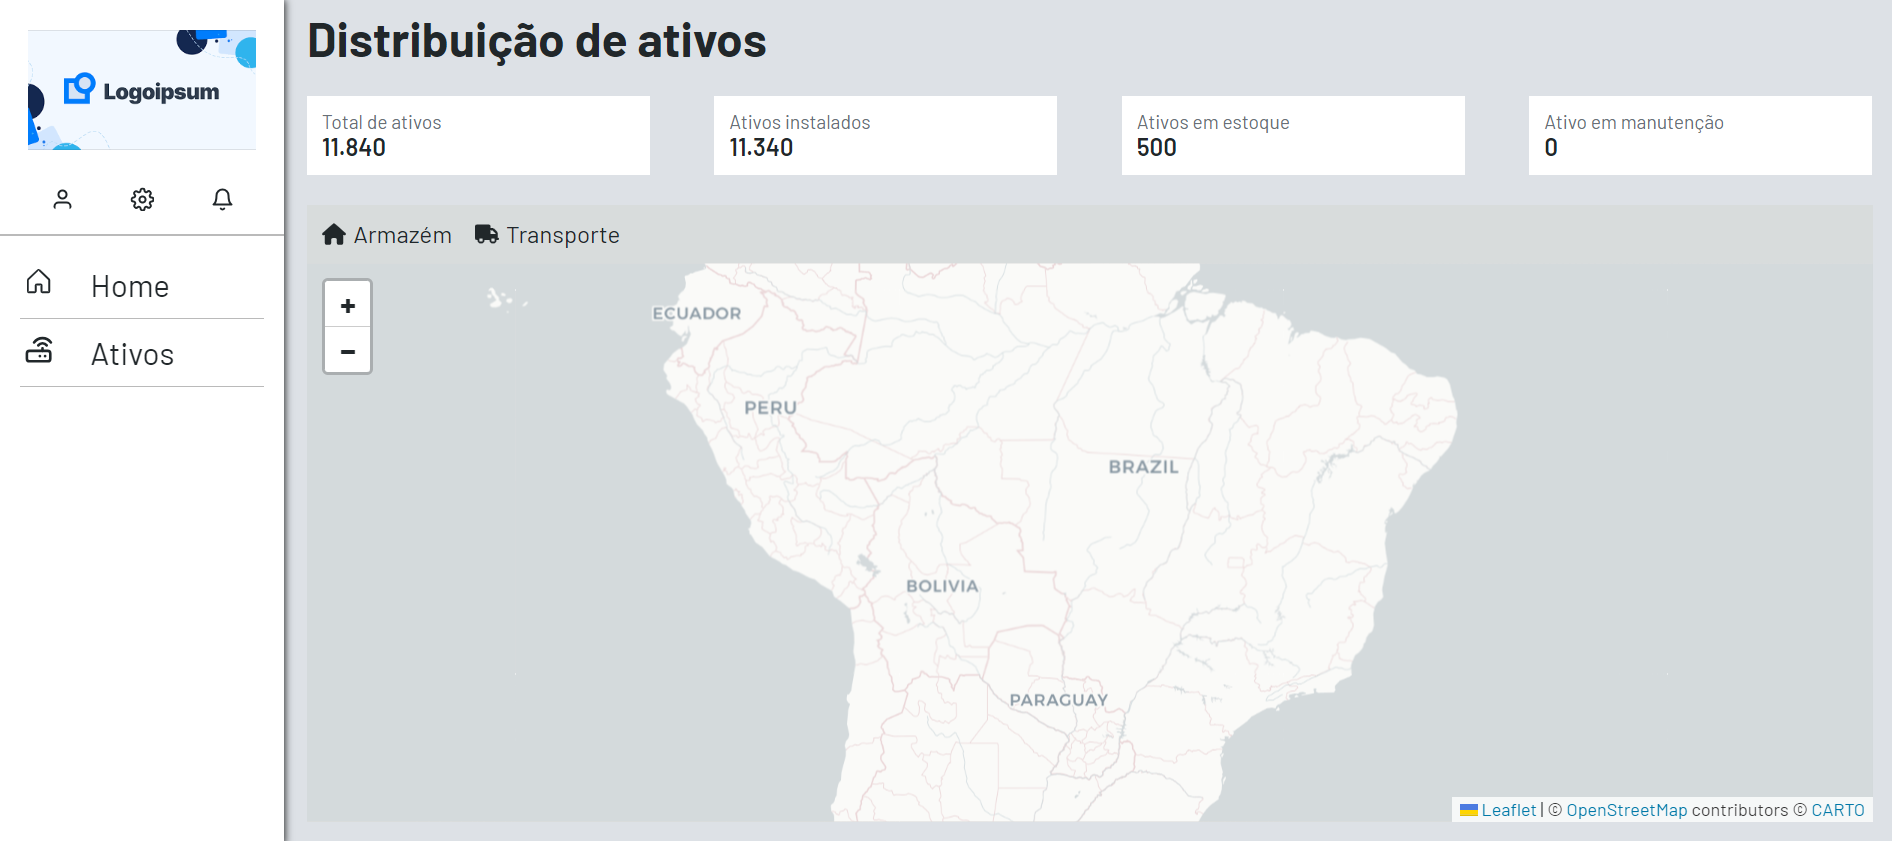 Logoipsum
Home
Ativos
Distribuição de ativos
Total de ativos
11.840
Ativos instalados
11.340
Ativos em estoque
500
Ativo em manutenção
0
Armazém Transporte
+
−
ECUADOR
PERU
BRAZIL
BOLIVIA
PARAGUAY
Leaflet | © OpenStreetMap contributors © CARTO